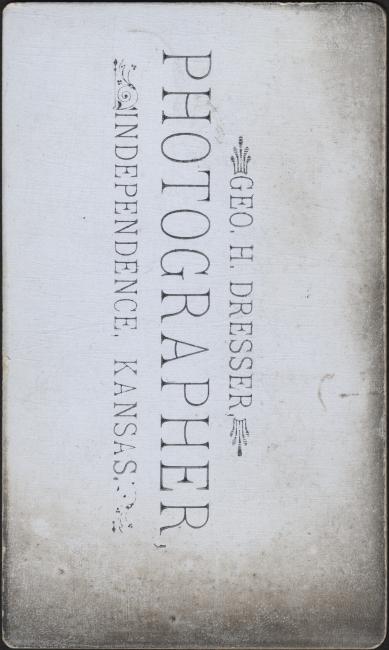 GEO. H. DRESSER,
PHOTOGRAPHER,
INDEPENDENCE, KANSAS.